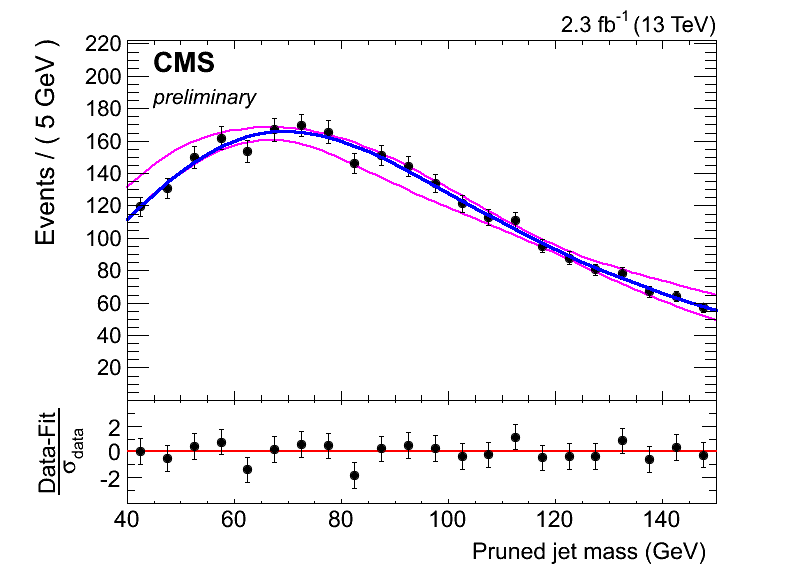 2.3 fb⁻¹ (13 TeV)
CMS
preliminary
Events / ( 5 GeV )
220
200
180
160
140
120
100
80
60
40
20
Data-Fit
σdata
2
0
-2
40 60 80 100 120 140
Pruned jet mass (GeV)